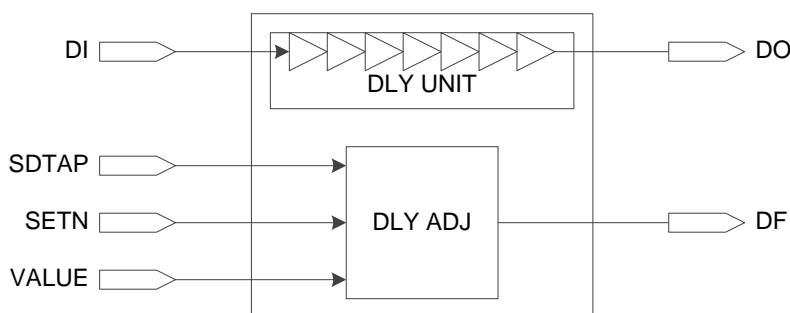 DI
DO
DLY UNIT
SDTAP
SETN
DLY ADJ
DF
VALUE